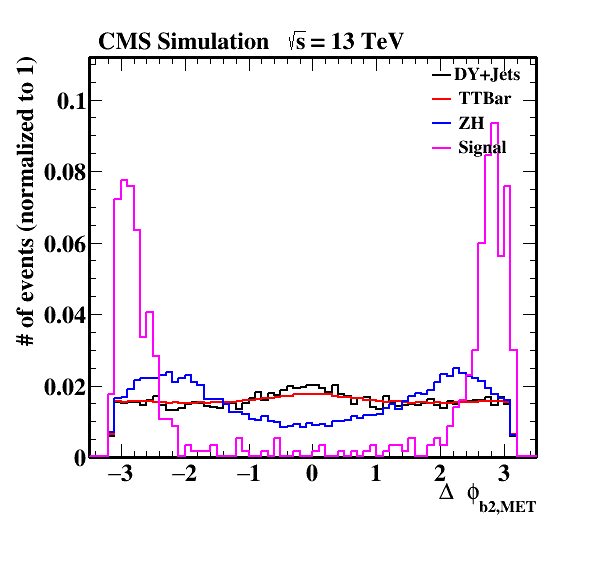 CMS Simulation √s = 13 TeV
# of events (normalized to 1)
DY+Jets
TTBar
ZH
Signal
0.1
0.08
0.06
0.04
0.02
0
−3 −2 −1 0 1 2 3
Δ ϕb2,MET